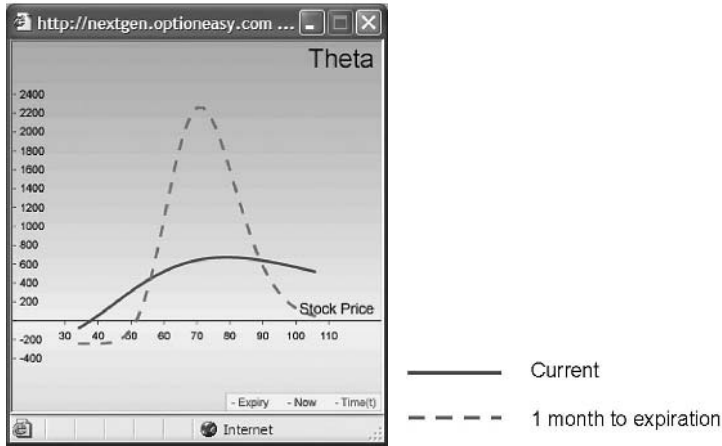 http://nextgen.optioneasy.com ...
Theta
2400
2200
2000
1800
1600
1400
1200
1000
800
600
400
200
Stock Price
30 40 50 60 70 80 90 100 110
-200
-400
- Expiry - Now - Time(t)
Internet
Current
1 month to expiration